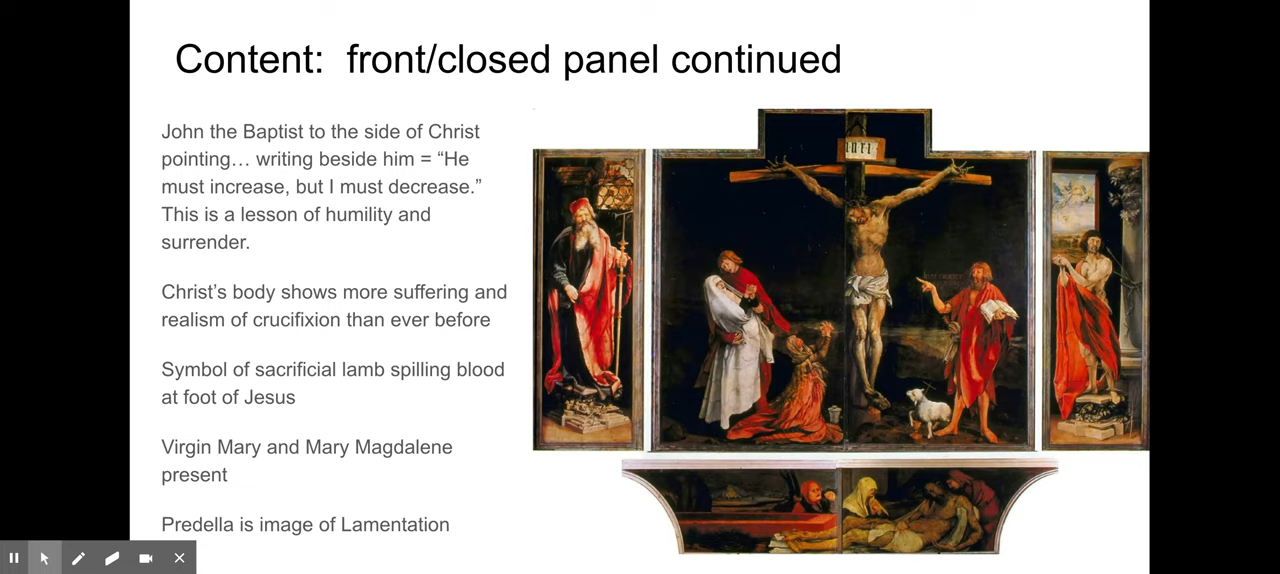 Content:  front/closed panel continued
John the Baptist to the side of Christ
pointing… writing beside him = “He
must increase, but I must decrease.”
This is a lesson of humility and
surrender.
Christ’s body shows more suffering and
realism of crucifixion than ever before
Symbol of sacrificial lamb spilling blood
at foot of Jesus
Virgin Mary and Mary Magdalene
present
Predella is image of Lamentation